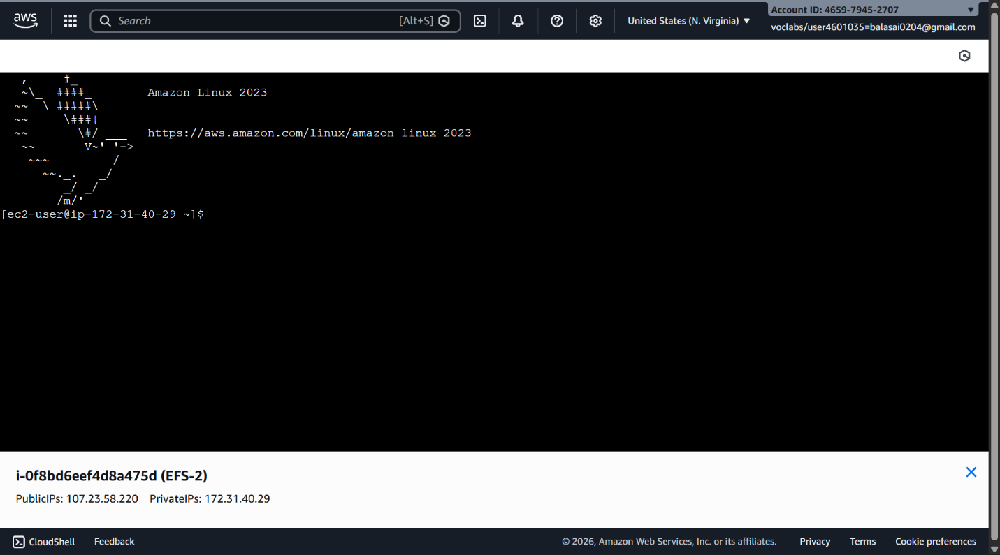 aws
Search [Alt+S]
United States (N. Virginia) ▼
Account ID: 4659-7945-2707 ▼
voclabs/user4601035=balasai0204@gmail.com
   ,     #_
   ~\_  ####_        Amazon Linux 2023
  ~~  \_#####\
  ~~     \###|
  ~~       \#/ ___   https://aws.amazon.com/linux/amazon-linux-2023
   ~~       V~' '->
    ~~~         /
      ~~._.   _/
         _/ _/
       _/m/'
[ec2-user@ip-172-31-40-29 ~]$
i-0f8bd6eef4d8a475d (EFS-2)
PublicIPs: 107.23.58.220 PrivateIPs: 172.31.40.29
CloudShell Feedback © 2026, Amazon Web Services, Inc. or its affiliates. Privacy Terms Cookie preferences